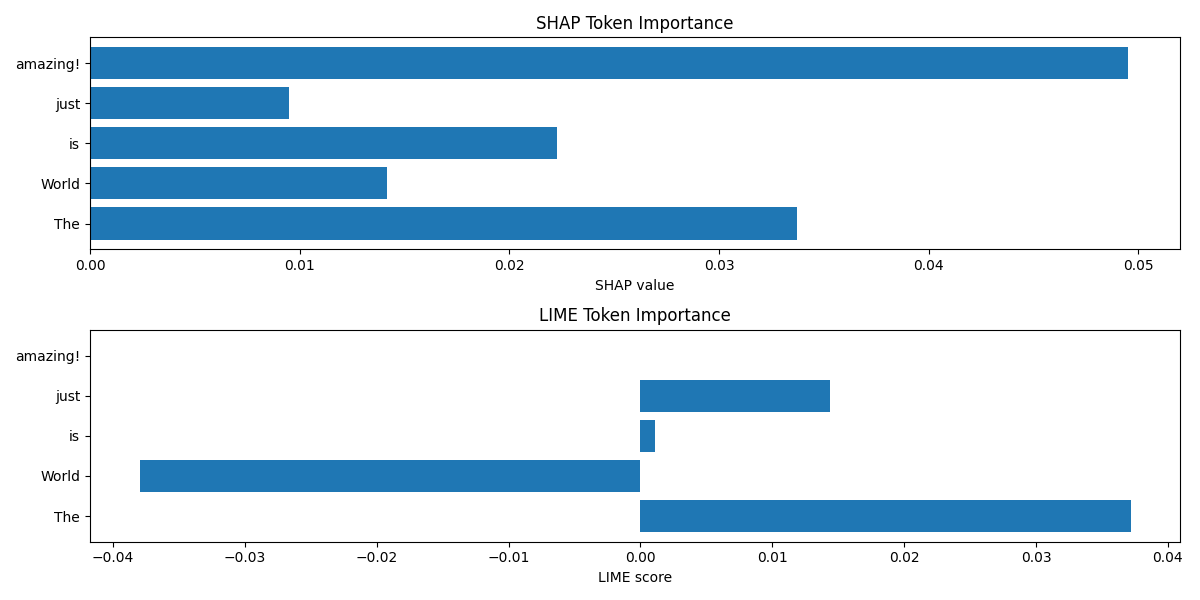 SHAP Token Importance
amazing!
just
is
World
The
0.00 0.01 0.02 0.03 0.04 0.05
SHAP value
LIME Token Importance
amazing!
just
is
World
The
−0.04 −0.03 −0.02 −0.01 0.00 0.01 0.02 0.03 0.04
LIME score